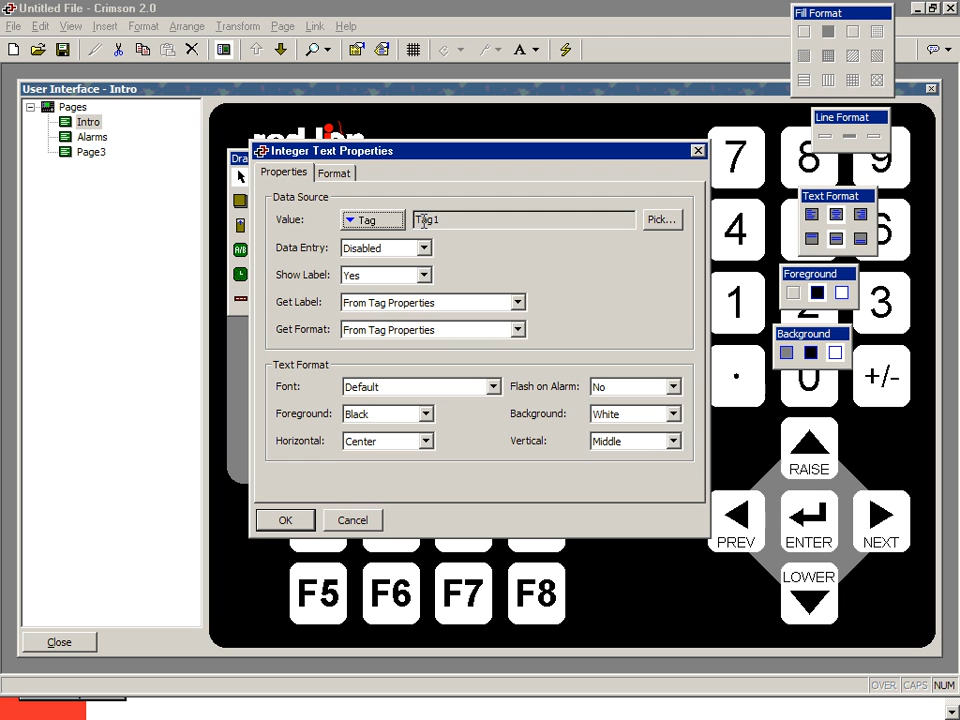 Untitled File - Crimson 2.0
File Edit View Insert Format Arrange Transform Page Link Help
Fill Format
User Interface - Intro
Pages
Intro
Alarms
Page3
red lion
Dra
Integer Text Properties
Properties Format
Data Source
Value: Tag Tag1 Pick...
Data Entry: Disabled
Show Label: Yes
Get Label: From Tag Properties
Get Format: From Tag Properties
Text Format
Font: Default Flash on Alarm: No
Foreground: Black Background: White
Horizontal: Center Vertical: Middle
OK Cancel
A/B
Line Format
Text Format
Foreground
Background
7 8 9
4 6
1 2 3
. 0 +/-
RAISE
PREV ENTER NEXT
LOWER
F5 F6 F7 F8
Close
OVER CAPS NUM